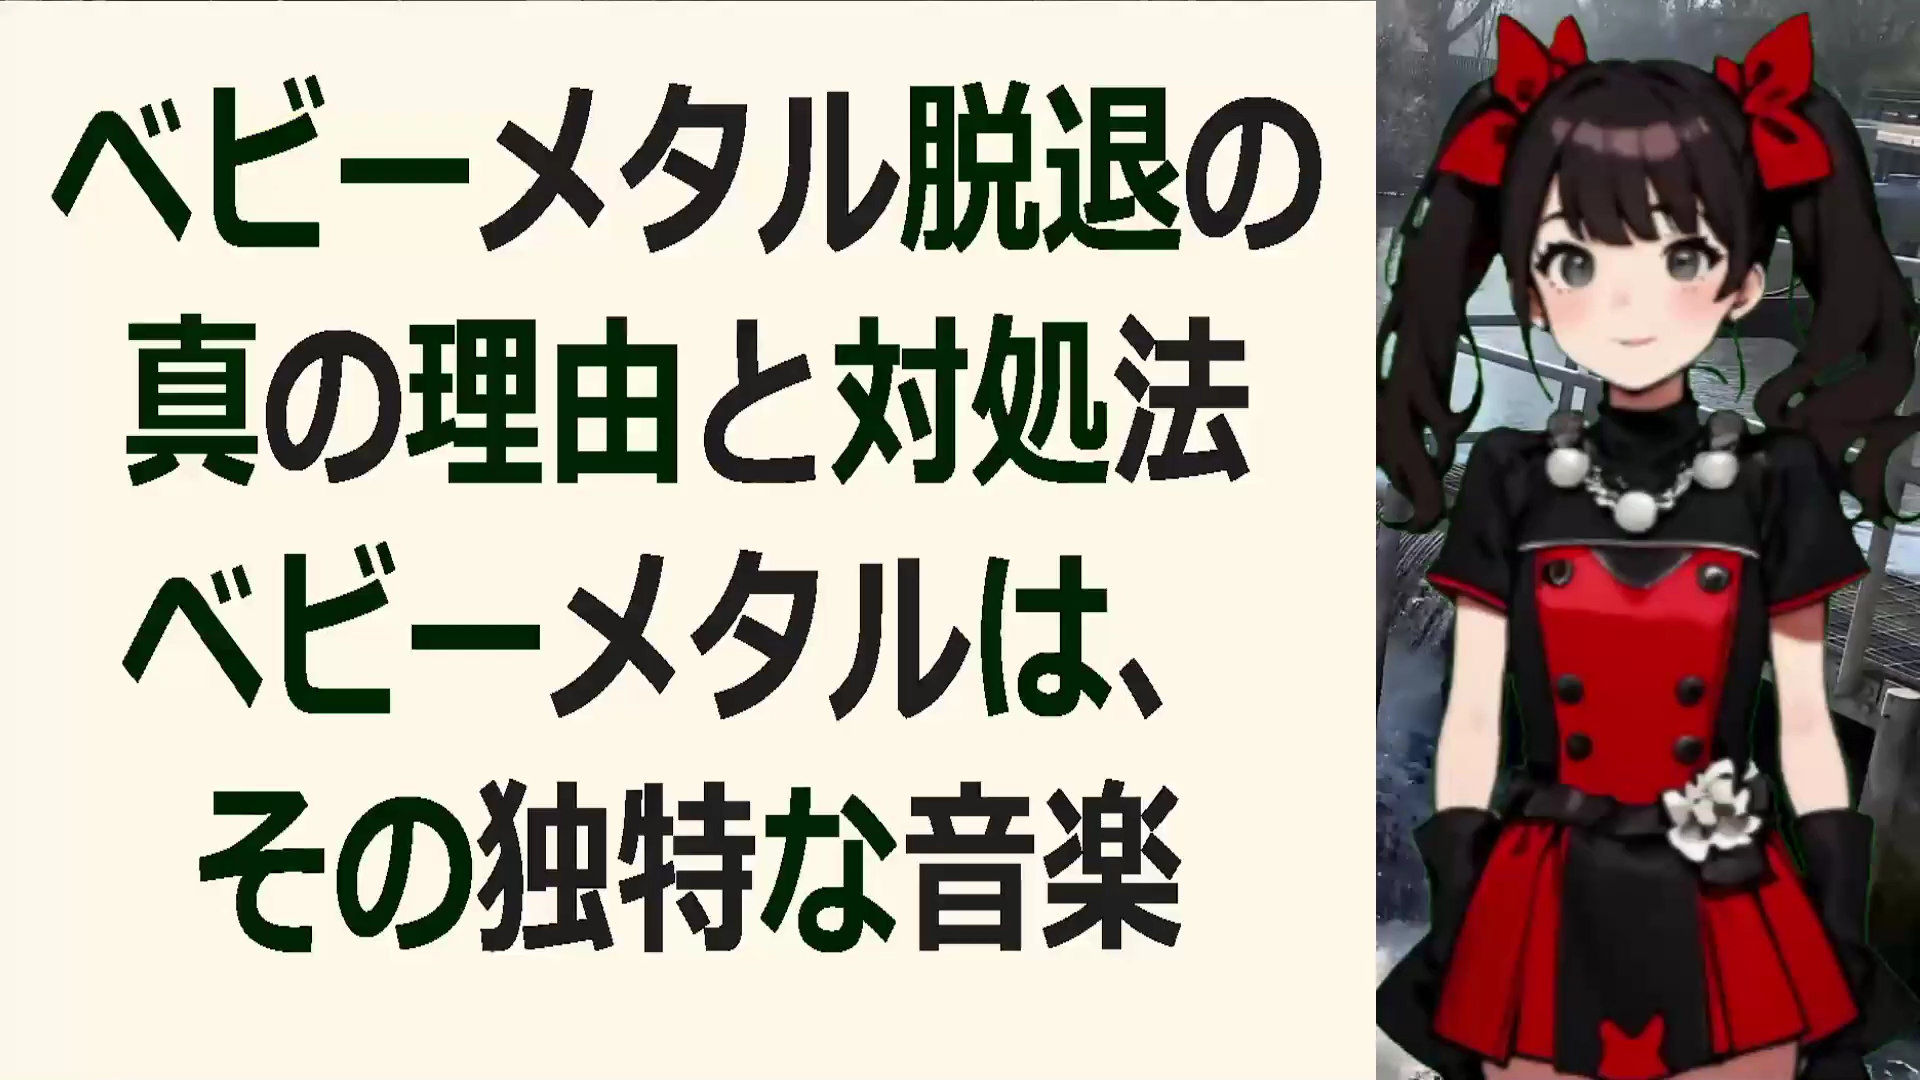 ベビーメタル脱退の
真の理由と対処法
ベビーメタルは、
その独特な音楽